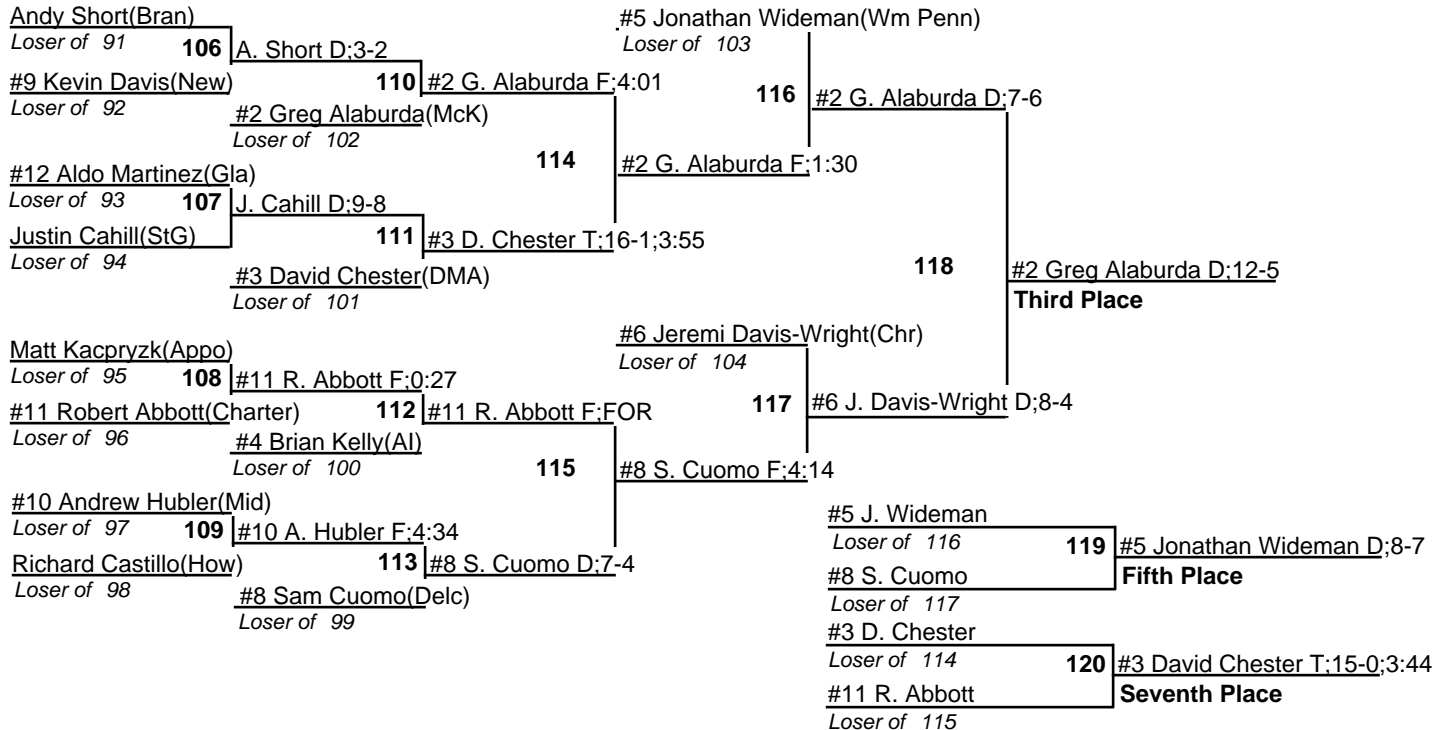 Andy Short(Bran)
Loser of 91
106
A. Short D;3-2
#9 Kevin Davis(New)
Loser of 92
110
#2 G. Alaburda F;4:01
#2 Greg Alaburda(McK)
Loser of 102
#12 Aldo Martinez(Gla)
Loser of 93
107
J. Cahill D;9-8
Justin Cahill(StG)
Loser of 94
111
#3 D. Chester T;16-1;3:55
#3 David Chester(DMA)
Loser of 101
114
#2 G. Alaburda F;1:30
#5 Jonathan Wideman(Wm Penn)
Loser of 103
116
#2 G. Alaburda D;7-6
Matt Kacpryzk(Appo)
Loser of 95
108
#11 R. Abbott F;0:27
#11 Robert Abbott(Charter)
Loser of 96
112
#11 R. Abbott F;FOR
#4 Brian Kelly(AI)
Loser of 100
#10 Andrew Hubler(Mid)
Loser of 97
109
#10 A. Hubler F;4:34
Richard Castillo(How)
Loser of 98
113
#8 S. Cuomo D;7-4
#8 Sam Cuomo(Delc)
Loser of 99
115
#8 S. Cuomo F;4:14
#6 Jeremi Davis-Wright(Chr)
Loser of 104
117
#6 J. Davis-Wright D;8-4
118
#2 Greg Alaburda D;12-5
Third Place
#5 J. Wideman
Loser of 116
119
#5 Jonathan Wideman D;8-7
#8 S. Cuomo
Fifth Place
Loser of 117
#3 D. Chester
Loser of 114
120
#3 David Chester T;15-0;3:44
#11 R. Abbott
Seventh Place
Loser of 115